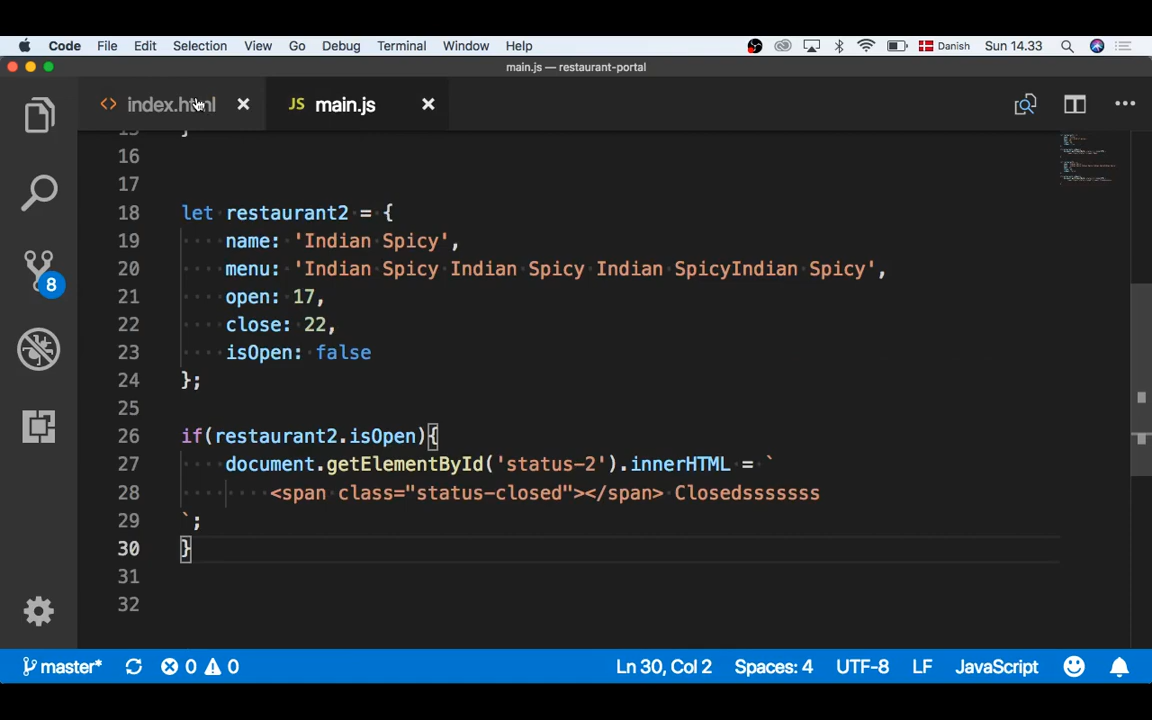 Code File Edit Selection View Go Debug Terminal Window Help Danish Sun 14.33
main.js — restaurant-portal
index.html main.js
15 }
16
17
18 let restaurant2 = {
19 name: 'Indian Spicy',
20 menu: 'Indian Spicy Indian Spicy Indian SpicyIndian Spicy',
21 open: 17,
22 close: 22,
23 isOpen: false
24 };
25
26 if(restaurant2.isOpen){
27 document.getElementById('status-2').innerHTML = `
28 <span class="status-closed"></span> Closedsssssss
29 `;
30 }
31
32
8
master* 0 0 Ln 30, Col 2 Spaces: 4 UTF-8 LF JavaScript